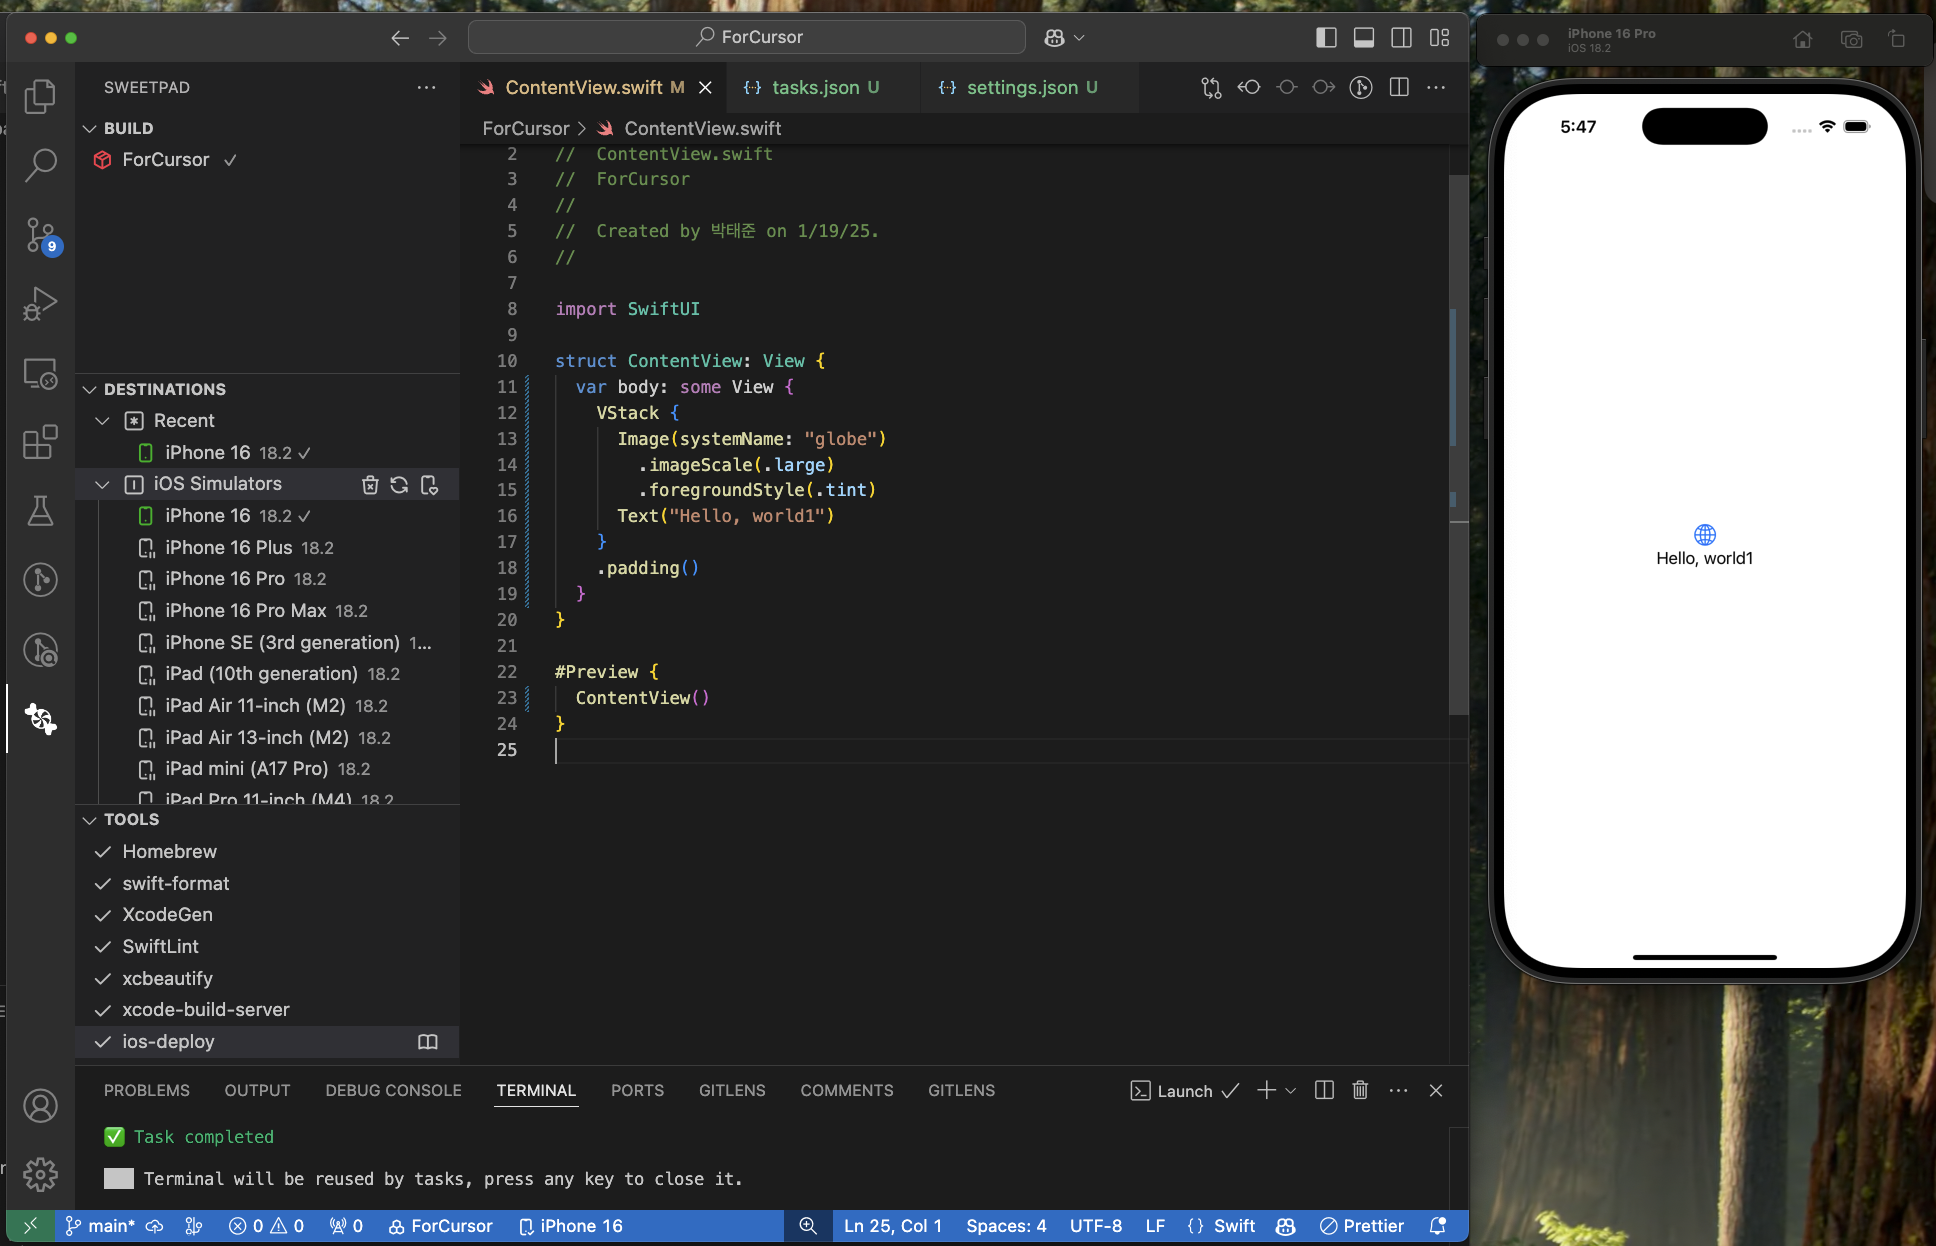 ForCursor
SWEETPAD
BUILD
ForCursor
DESTINATIONS
Recent
iPhone 16 18.2
iOS Simulators
iPhone 16 18.2
iPhone 16 Plus 18.2
iPhone 16 Pro 18.2
iPhone 16 Pro Max 18.2
iPhone SE (3rd generation) 1...
iPad (10th generation) 18.2
iPad Air 11-inch (M2) 18.2
iPad Air 13-inch (M2) 18.2
iPad mini (A17 Pro) 18.2
iPad Pro 11-inch (M4) 18.2
TOOLS
Homebrew
swift-format
XcodeGen
SwiftLint
xcbeautify
xcode-build-server
ios-deploy
9
ContentView.swift M
tasks.json U
settings.json U
ForCursor > ContentView.swift
2 //  ContentView.swift
3 //  ForCursor
4 //
5 //  Created by 박태준 on 1/19/25.
6 //
7
8 import SwiftUI
9
10 struct ContentView: View {
11   var body: some View {
12     VStack {
13       Image(systemName: "globe")
14         .imageScale(.large)
15         .foregroundStyle(.tint)
16       Text("Hello, world1")
17     }
18     .padding()
19   }
20 }
21
22 #Preview {
23   ContentView()
24 }
25
PROBLEMS OUTPUT DEBUG CONSOLE TERMINAL PORTS GITLENS COMMENTS GITLENS
Launch
Task completed
Terminal will be reused by tasks, press any key to close it.
main* 0 0 0 ForCursor iPhone 16 Ln 25, Col 1 Spaces: 4 UTF-8 LF {} Swift Prettier
iPhone 16 Pro
iOS 18.2
5:47
Hello, world1